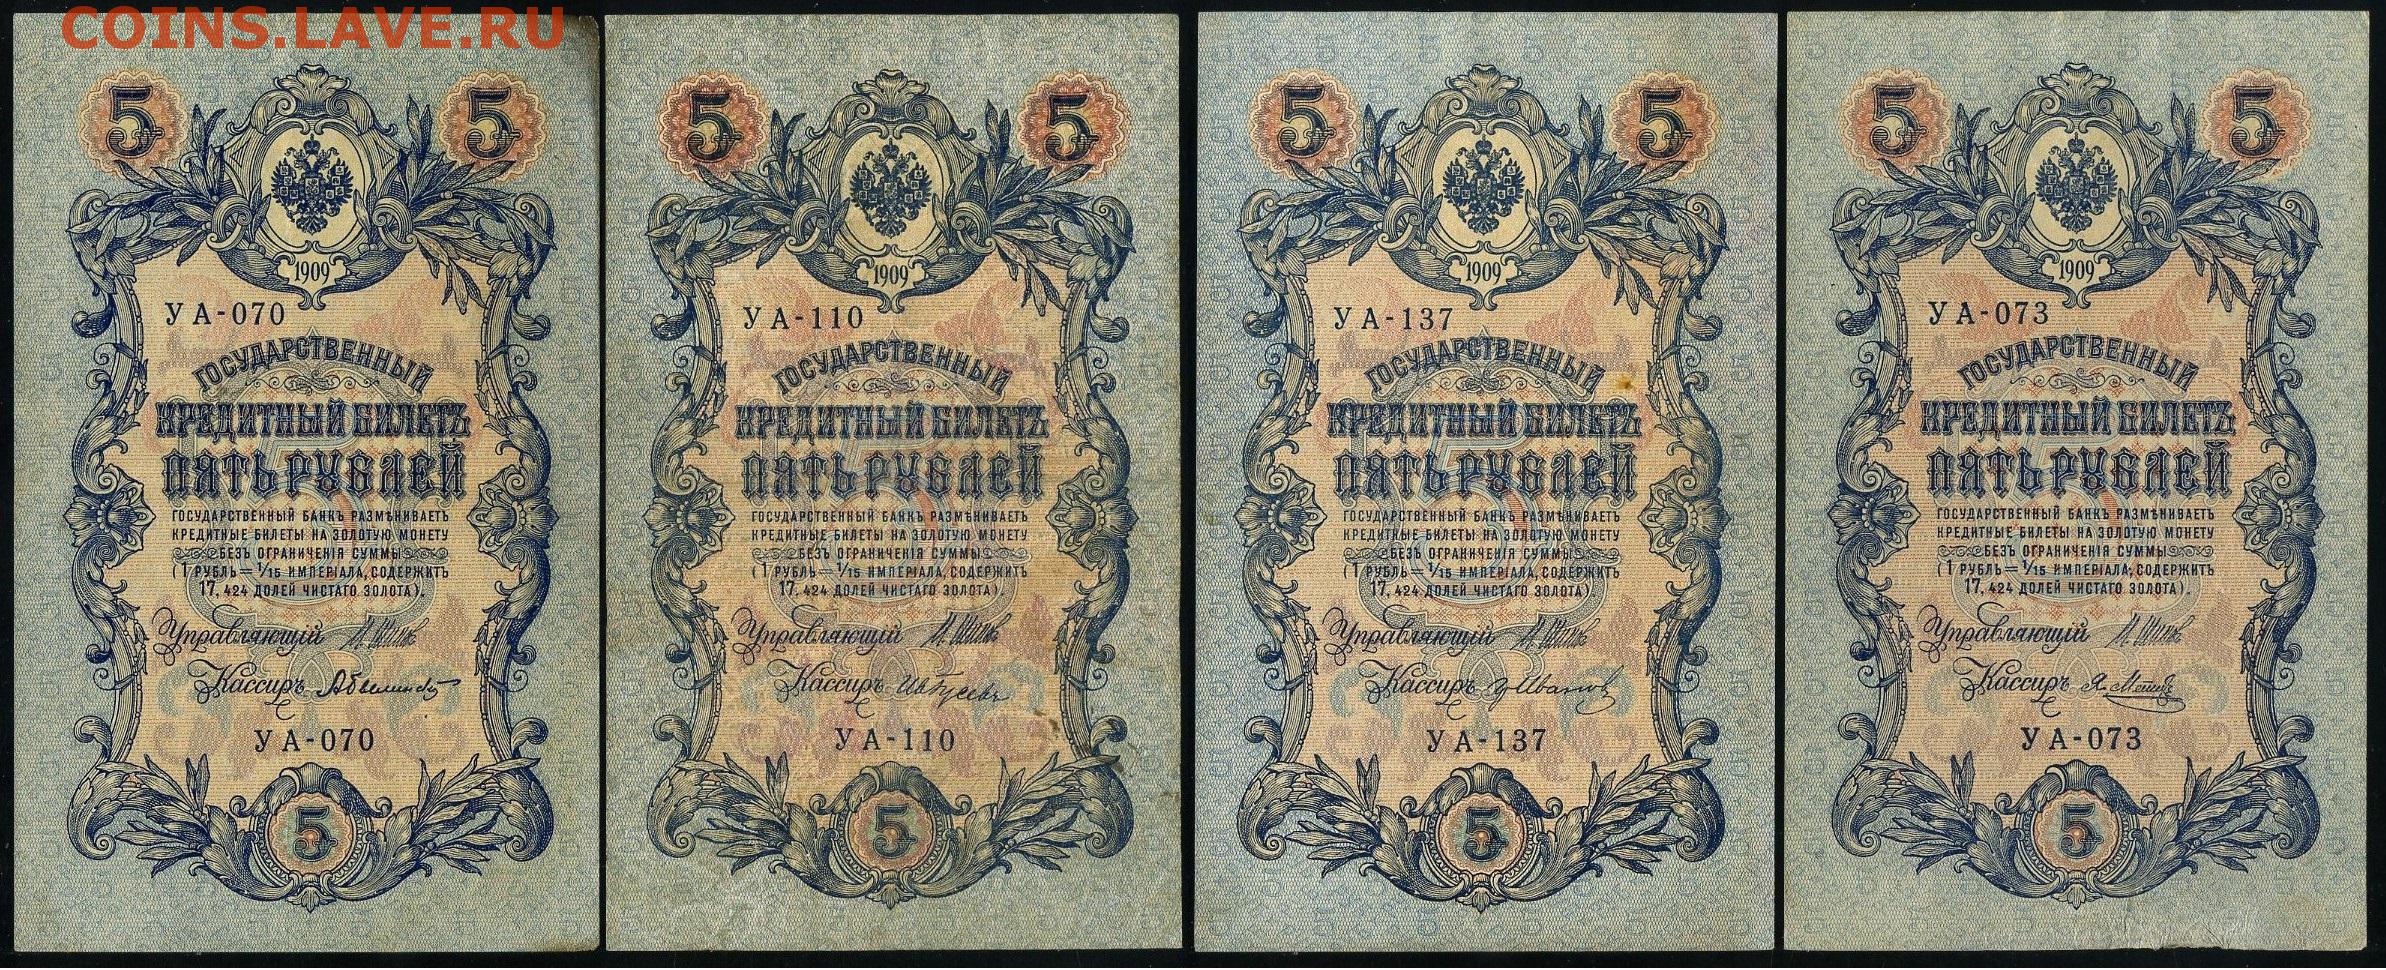 COINS.LAVE.RU
5 5
1909
УА-070
ГОСУДАРСТВЕННЫЙ
КРЕДИТНЫЙ БИЛЕТЪ
ПЯТЬ РУБЛЕЙ
ГОСУДАРСТВЕННЫЙ БАНКЪ РАЗМѢНИВАЕТЪ
КРЕДИТНЫЕ БИЛЕТЫ НА ЗОЛОТУЮ МОНЕТУ
БЕЗЪ ОГРАНИЧЕНІЯ СУММЫ
(1 РУБЛЬ = 1/15 ИМПЕРІАЛА, СОДЕРЖИТЪ
17,424 ДОЛЕЙ ЧИСТАГО ЗОЛОТА).
Управляющій
Кассиръ
УА-070
5
5 5
1909
УА-110
ГОСУДАРСТВЕННЫЙ
КРЕДИТНЫЙ БИЛЕТЪ
ПЯТЬ РУБЛЕЙ
ГОСУДАРСТВЕННЫЙ БАНКЪ РАЗМѢНИВАЕТЪ
КРЕДИТНЫЕ БИЛЕТЫ НА ЗОЛОТУЮ МОНЕТУ
БЕЗЪ ОГРАНИЧЕНІЯ СУММЫ
(1 РУБЛЬ = 1/15 ИМПЕРІАЛА, СОДЕРЖИТЪ
17,424 ДОЛЕЙ ЧИСТАГО ЗОЛОТА).
Управляющій
Кассиръ
УА-110
5
5 5
1909
УА-137
ГОСУДАРСТВЕННЫЙ
КРЕДИТНЫЙ БИЛЕТЪ
ПЯТЬ РУБЛЕЙ
ГОСУДАРСТВЕННЫЙ БАНКЪ РАЗМѢНИВАЕТЪ
КРЕДИТНЫЕ БИЛЕТЫ НА ЗОЛОТУЮ МОНЕТУ
БЕЗЪ ОГРАНИЧЕНІЯ СУММЫ
(1 РУБЛЬ = 1/15 ИМПЕРІАЛА, СОДЕРЖИТЪ
17,424 ДОЛЕЙ ЧИСТАГО ЗОЛОТА)
Управляющій
Кассиръ
УА-137
5
5 5
1909
УА-073
ГОСУДАРСТВЕННЫЙ
КРЕДИТНЫЙ БИЛЕТЪ
ПЯТЬ РУБЛЕЙ
ГОСУДАРСТВЕННЫЙ БАНКЪ РАЗМѢНИВАЕТЪ
КРЕДИТНЫЕ БИЛЕТЫ НА ЗОЛОТУЮ МОНЕТУ
БЕЗЪ ОГРАНИЧЕНІЯ СУММЫ
(1 РУБЛЬ = 1/15 ИМПЕРІАЛА, СОДЕРЖИТЪ
17,424 ДОЛЕЙ ЧИСТАГО ЗОЛОТА).
Управляющій
Кассиръ
УА-073
5